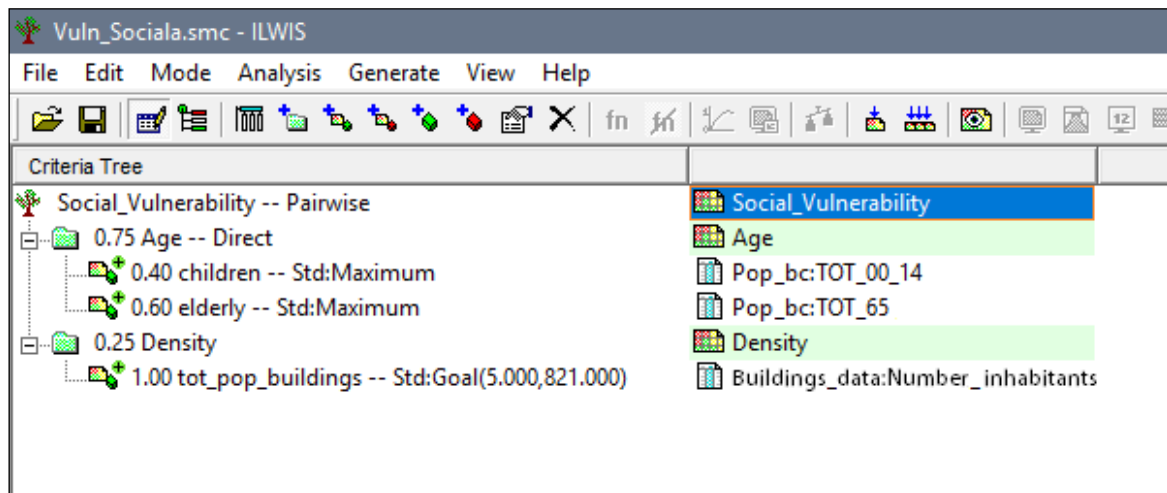 Vuln_Sociala.smc - ILWIS
File Edit Mode Analysis Generate View Help
fn fn 12
Criteria Tree
Social_Vulnerability -- Pairwise Social_Vulnerability
0.75 Age -- Direct Age
0.40 children -- Std:Maximum Pop_bc:TOT_00_14
0.60 elderly -- Std:Maximum Pop_bc:TOT_65
0.25 Density Density
1.00 tot_pop_buildings -- Std:Goal(5.000,821.000) Buildings_data:Number_inhabitants